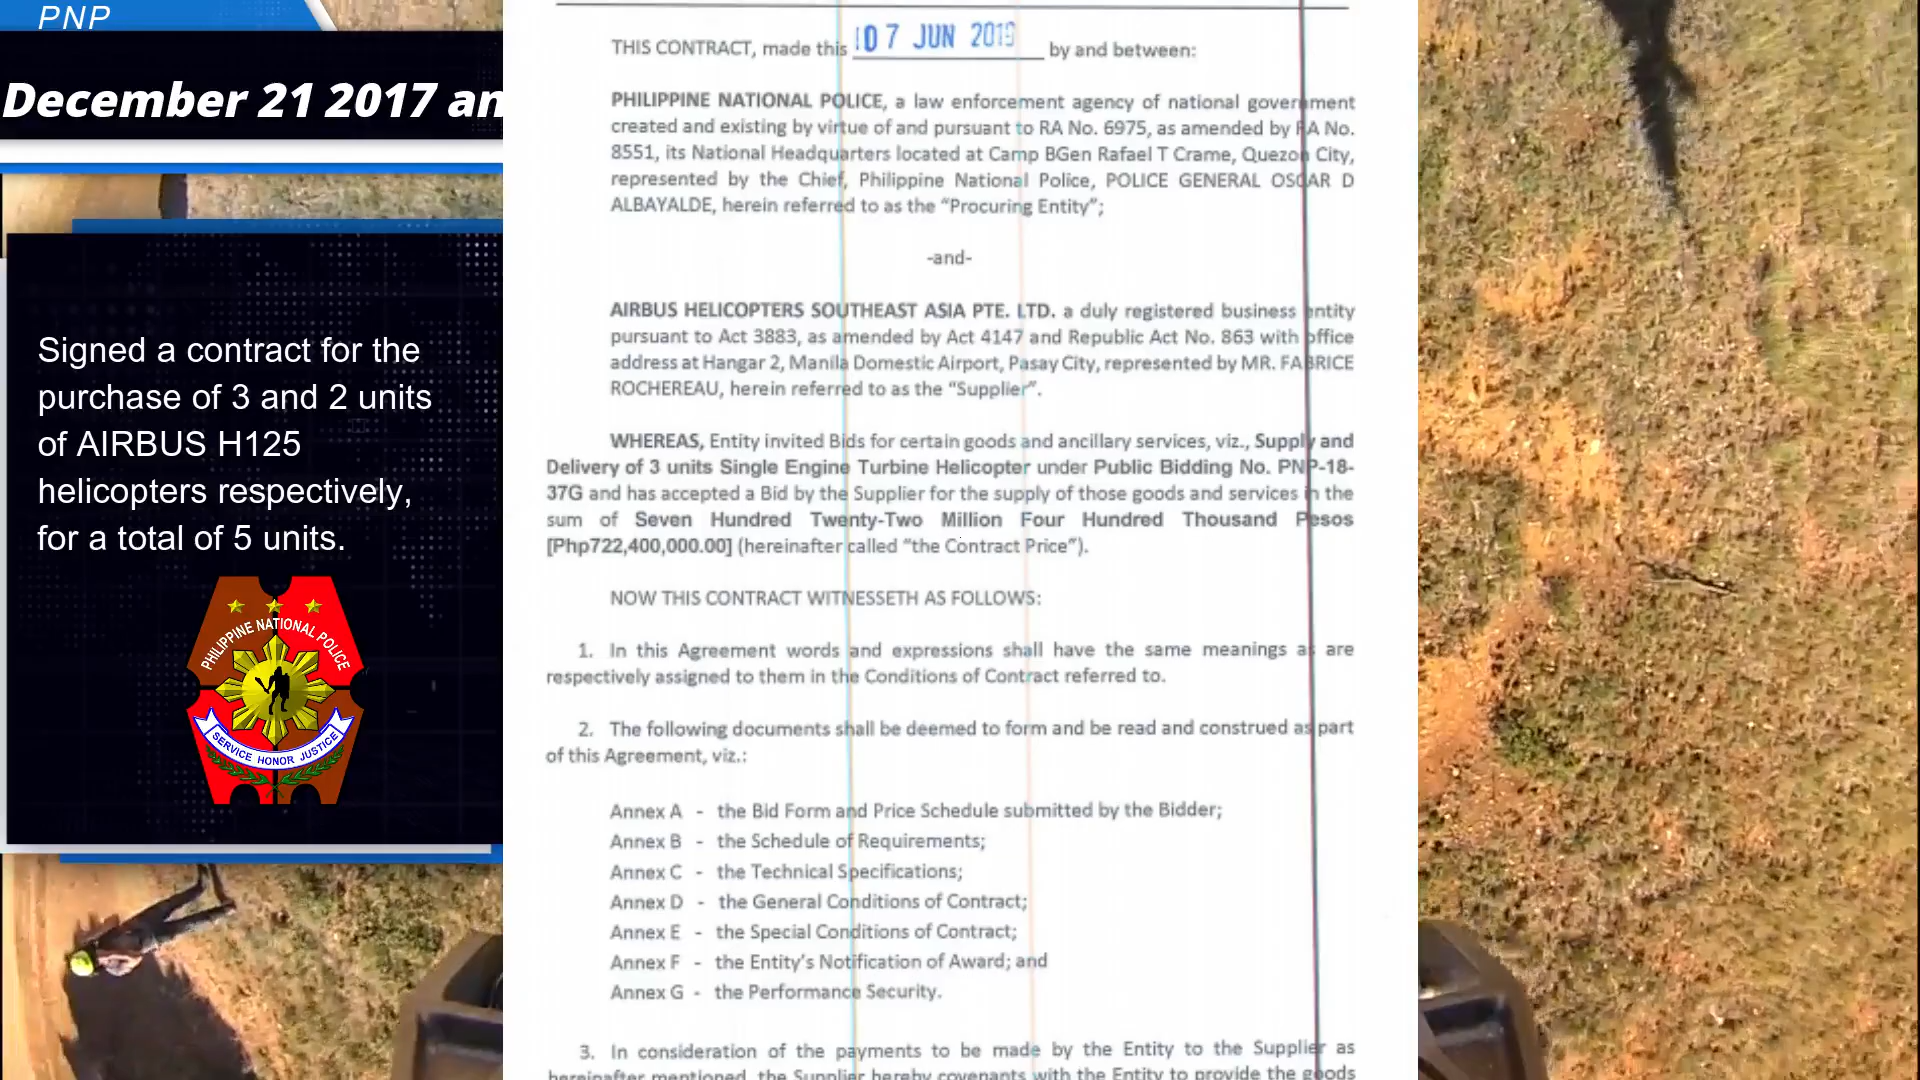 PNP
December 21 2017 an
Signed a contract for the
purchase of 3 and 2 units
of AIRBUS H125
helicopters respectively,
for a total of 5 units.
PHILIPPINE NATIONAL POLICE
SERVICE HONOR JUSTICE
THIS CONTRACT, made this 07 JUN 2019 by and between:
PHILIPPINE NATIONAL POLICE, a law enforcement agency of national government
created and existing by virtue of and pursuant to RA No. 6975, as amended by RA No.
8551, its National Headquarters located at Camp BGen Rafael T Crame, Quezon City,
represented by the Chief, Philippine National Police, POLICE GENERAL OSCAR D
ALBAYALDE, herein referred to as the “Procuring Entity”;
-and-
AIRBUS HELICOPTERS SOUTHEAST ASIA PTE. LTD. a duly registered business entity
pursuant to Act 3883, as amended by Act 4147 and Republic Act No. 863 with office
address at Hangar 2, Manila Domestic Airport, Pasay City, represented by MR. FABRICE
ROCHEREAU, herein referred to as the “Supplier”.
WHEREAS, Entity invited Bids for certain goods and ancillary services, viz., Supply and
Delivery of 3 units Single Engine Turbine Helicopter under Public Bidding No. PNP-18-
37G and has accepted a Bid by the Supplier for the supply of those goods and services in the
sum of Seven Hundred Twenty-Two Million Four Hundred Thousand Pesos
[Php722,400,000.00] (hereinafter called “the Contract Price”).
NOW THIS CONTRACT WITNESSETH AS FOLLOWS:
1. In this Agreement words and expressions shall have the same meanings as are
respectively assigned to them in the Conditions of Contract referred to.
2. The following documents shall be deemed to form and be read and construed as part
of this Agreement, viz.:
Annex A - the Bid Form and Price Schedule submitted by the Bidder;
Annex B - the Schedule of Requirements;
Annex C - the Technical Specifications;
Annex D - the General Conditions of Contract;
Annex E - the Special Conditions of Contract;
Annex F - the Entity’s Notification of Award; and
Annex G - the Performance Security.
3. In consideration of the payments to be made by the Entity to the Supplier as
hereinafter mentioned, the Supplier hereby covenants with the Entity to provide the goods